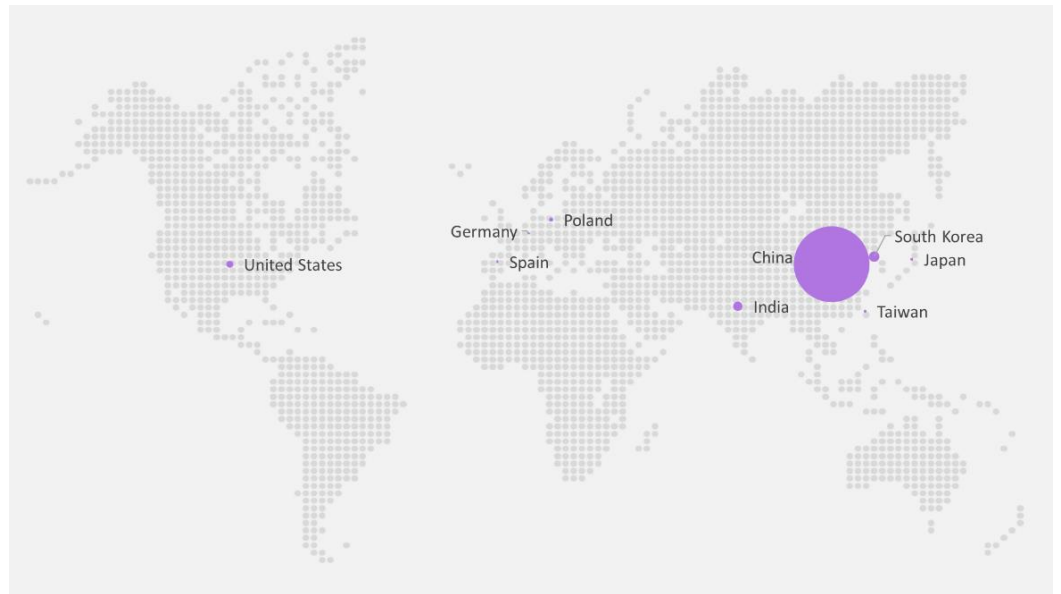 Poland
Germany
South Korea
China
Japan
Spain
United States
India
Taiwan